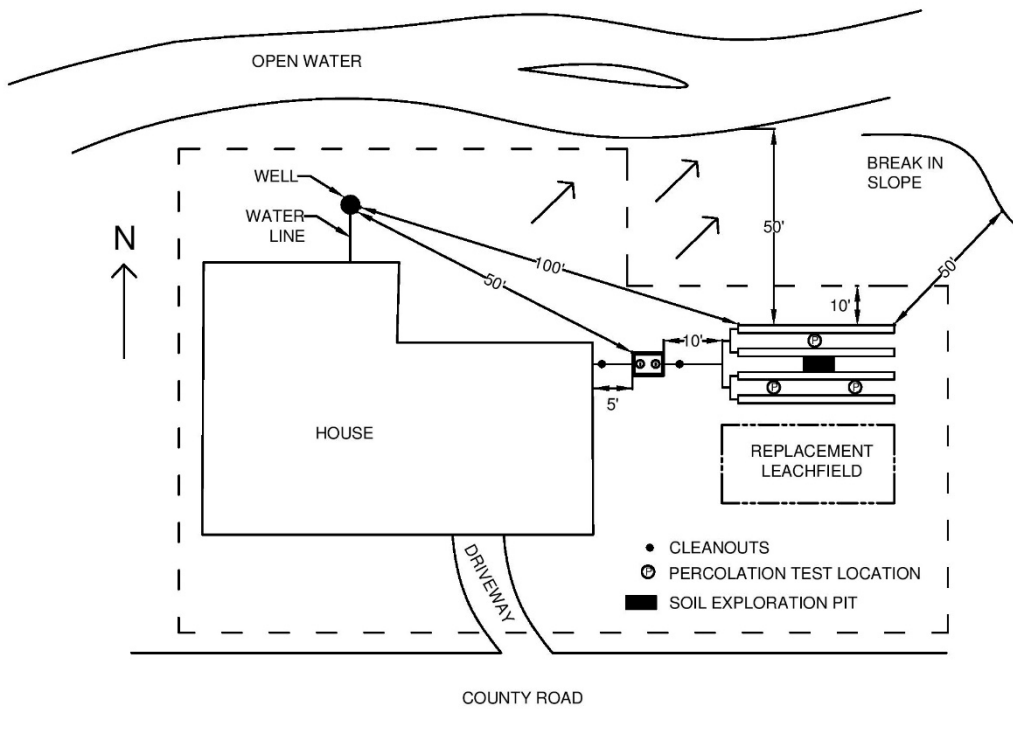 OPEN WATER
WELL
WATER
LINE
N
BREAK IN
SLOPE
50'
100'
50'
50'
10'
10'
5'
HOUSE
P
P
P
REPLACEMENT
LEACHFIELD
CLEANOUTS
P PERCOLATION TEST LOCATION
SOIL EXPLORATION PIT
DRIVEWAY
COUNTY ROAD